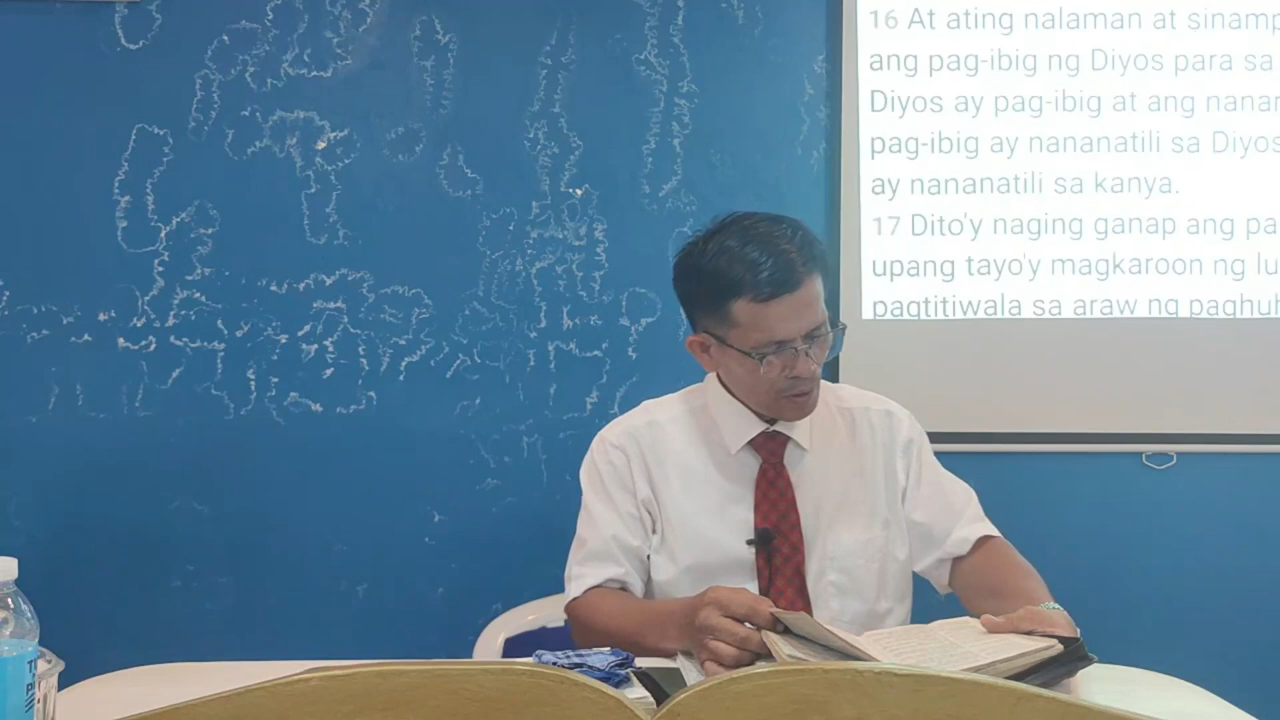 16 At ating nalaman at sinamp
ang pag-ibig ng Diyos para sa
Diyos ay pag-ibig at ang nanan
pag-ibig ay nananatili sa Diyos
ay nananatili sa kanya.
17 Dito'y naging ganap ang pa
upang tayo'y magkaroon ng lu
pagtitiwala sa araw ng paghuk